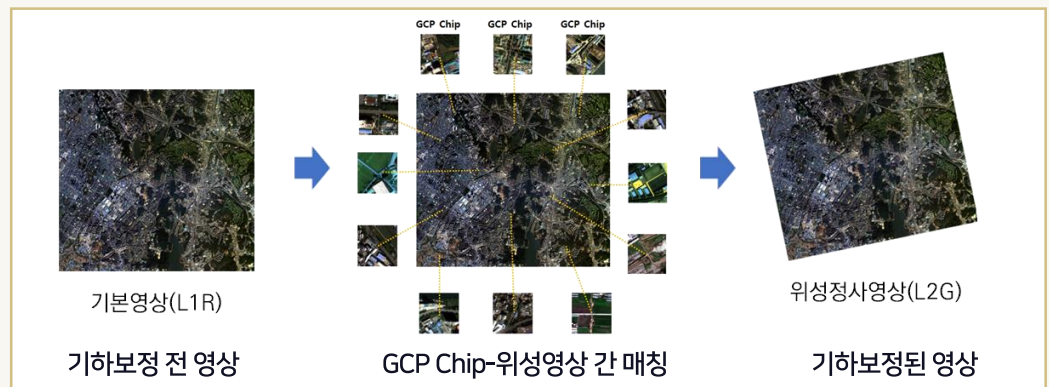 GCP Chip GCP Chip GCP Chip
기본영상(L1R)
위성정사영상(L2G)
기하보정 전 영상
GCP Chip-위성영상 간 매칭
기하보정된 영상